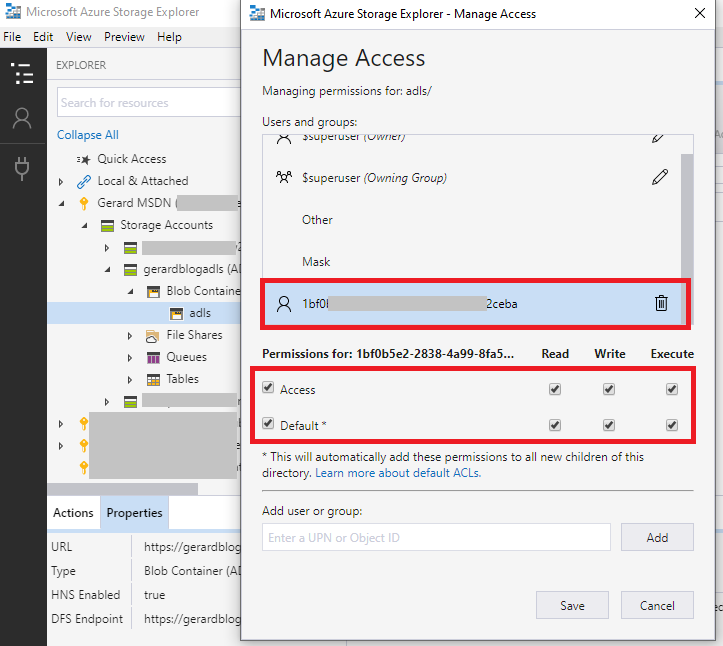 Microsoft Azure Storage Explorer
File Edit View Preview Help
EXPLORER
Search for resources
Collapse All
Quick Access
Local & Attached
Gerard MSDN (
Storage Accounts
gerardblogadls (AD
Blob Containe
adls
File Shares
Queues
Tables
Actions Properties
URL https://gerardblog
Type Blob Container (AD
HNS Enabled true
DFS Endpoint https://gerardblog
Microsoft Azure Storage Explorer - Manage Access
Manage Access
Managing permissions for: adls/
Users and groups:
$superuser (Owner)
$superuser (Owning Group)
Other
Mask
1bf0 2ceba
Permissions for: 1bf0b5e2-2838-4a99-8fa5... Read Write Execute
Access
Default *
* This will automatically add these permissions to all new children of this
directory. Learn more about default ACLs.
Add user or group:
Enter a UPN or Object ID
Add
Save Cancel